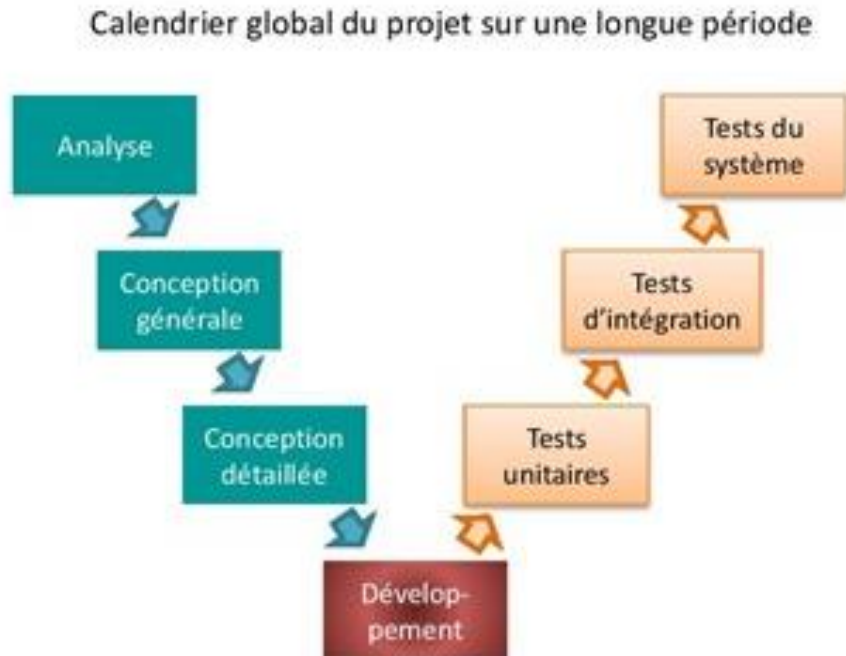 Calendrier global du projet sur une longue période
Analyse
Conception
générale
Conception
détaillée
Dévelop-
pement
Tests
unitaires
Tests
d'intégration
Tests du
système